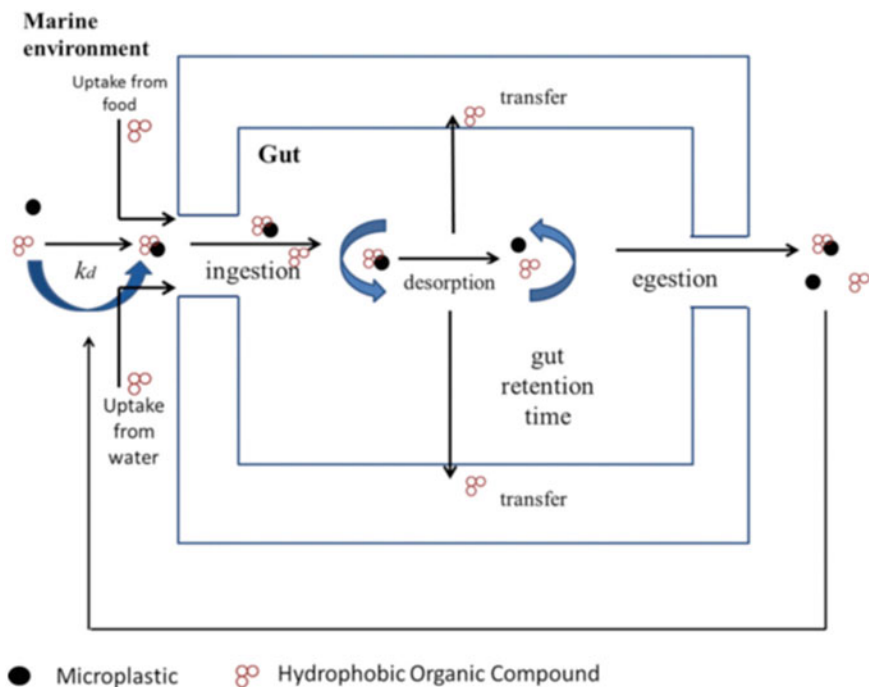 Marine
environment
Uptake from
food
transfer
Gut
kd
ingestion
desorption
egestion
gut
retention
time
Uptake
from
water
transfer
Microplastic
Hydrophobic Organic Compound